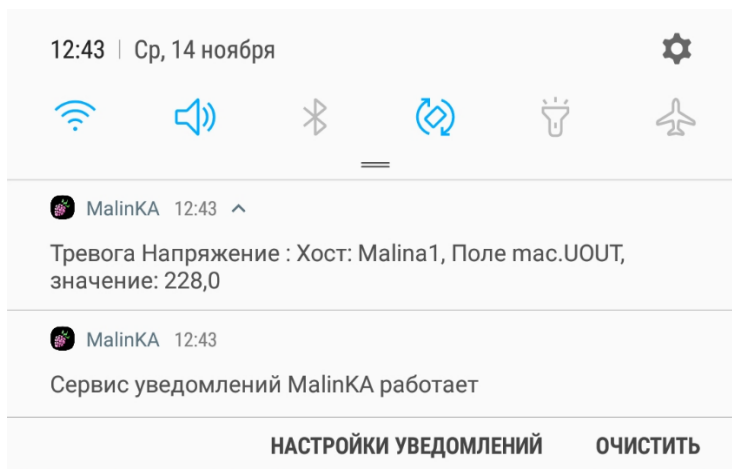 12:43 | Ср, 14 ноября
MalinKA 12:43
Тревога Напряжение : Хост: Malina1, Поле mac.UOUT,
значение: 228,0
MalinKA 12:43
Сервис уведомлений MalinKA работает
НАСТРОЙКИ УВЕДОМЛЕНИЙ ОЧИСТИТЬ